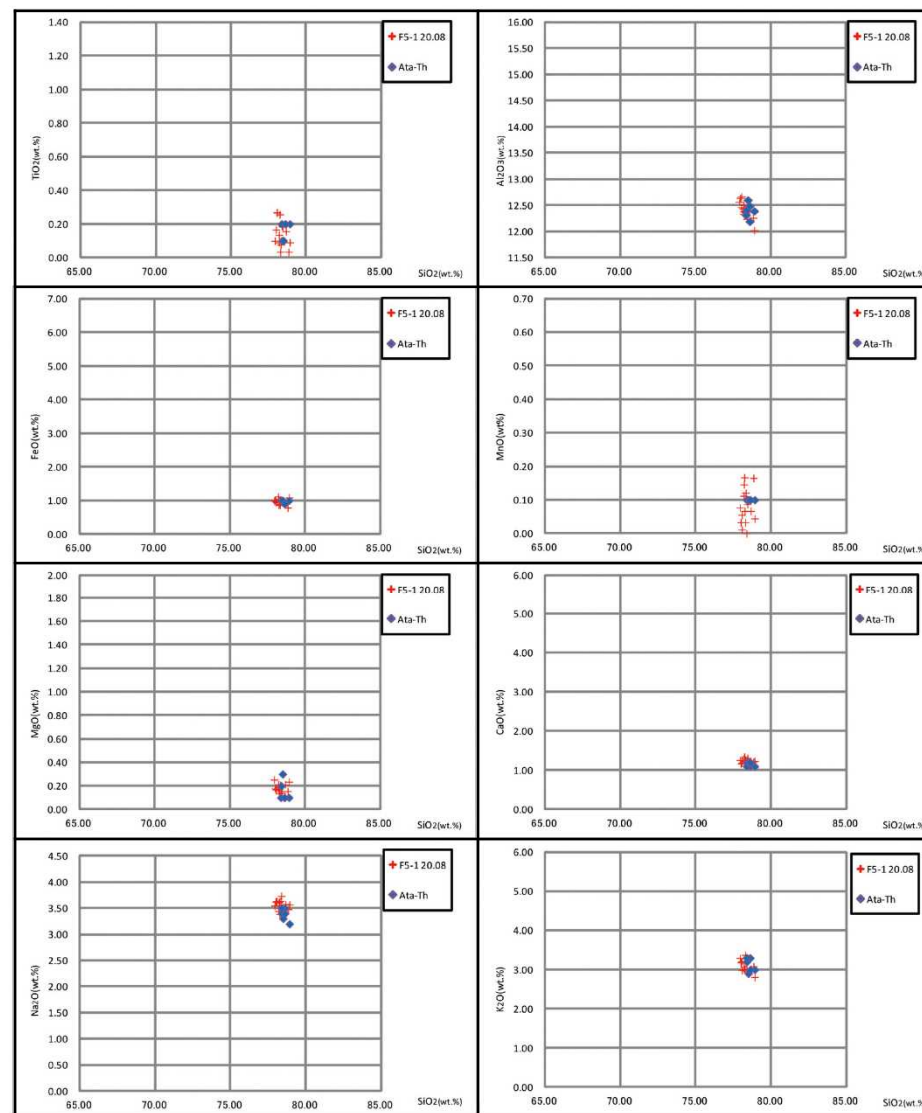 1.40
1.20
1.00
0.80
0.60
0.40
0.20
0.00
TiO2(wt.%)
65.00 70.00 75.00 80.00 85.00
SiO2(wt.%)
F5-1 20.08
Ata-Th
16.00
15.50
15.00
14.50
14.00
13.50
13.00
12.50
12.00
11.50
Al2O3(wt.%)
65.00 70.00 75.00 80.00 85.00
SiO2(wt.%)
F5-1 20.08
Ata-Th
7.00
6.00
5.00
4.00
3.00
2.00
1.00
0.00
FeO(wt.%)
65.00 70.00 75.00 80.00 85.00
SiO2(wt.%)
F5-1 20.08
Ata-Th
0.70
0.60
0.50
0.40
0.30
0.20
0.10
0.00
MnO(wt%)
65.00 70.00 75.00 80.00 85.00
SiO2(wt.%)
F5-1 20.08
Ata-Th
2.00
1.80
1.60
1.40
1.20
1.00
0.80
0.60
0.40
0.20
0.00
MgO(wt.%)
65.00 70.00 75.00 80.00 85.00
SiO2(wt.%)
F5-1 20.08
Ata-Th
6.00
5.00
4.00
3.00
2.00
1.00
0.00
CaO(wt.%)
65.00 70.00 75.00 80.00 85.00
SiO2(wt.%)
F5-1 20.08
Ata-Th
4.50
4.00
3.50
3.00
2.50
2.00
1.50
1.00
0.50
0.00
Na2O(wt.%)
65.00 70.00 75.00 80.00 85.00
SiO2(wt.%)
F5-1 20.08
Ata-Th
6.00
5.00
4.00
3.00
2.00
1.00
0.00
K2O(wt.%)
65.00 70.00 75.00 80.00 85.00
SiO2(wt.%)
F5-1 20.08
Ata-Th